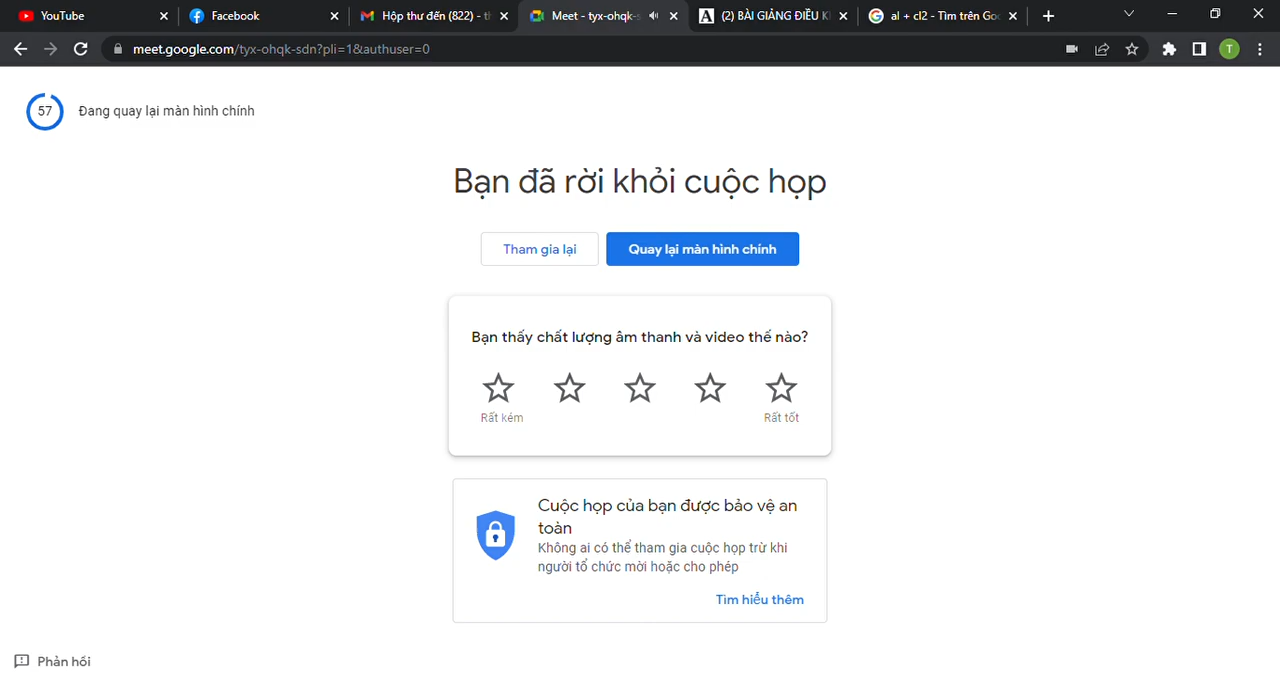 YouTube
Facebook
Hộp thư đến (822) - th
Meet - tyx-ohqk-s
(2) BÀI GIẢNG ĐIỀU K
al + cl2 - Tìm trên Goo
meet.google.com/tyx-ohqk-sdn?pli=1&authuser=0
T
57
Đang quay lại màn hình chính
Bạn đã rời khỏi cuộc họp
Tham gia lại
Quay lại màn hình chính
Bạn thấy chất lượng âm thanh và video thế nào?
Rất kém
Rất tốt
Cuộc họp của bạn được bảo vệ an
toàn
Không ai có thể tham gia cuộc họp trừ khi
người tổ chức mời hoặc cho phép
Tìm hiểu thêm
Phản hồi